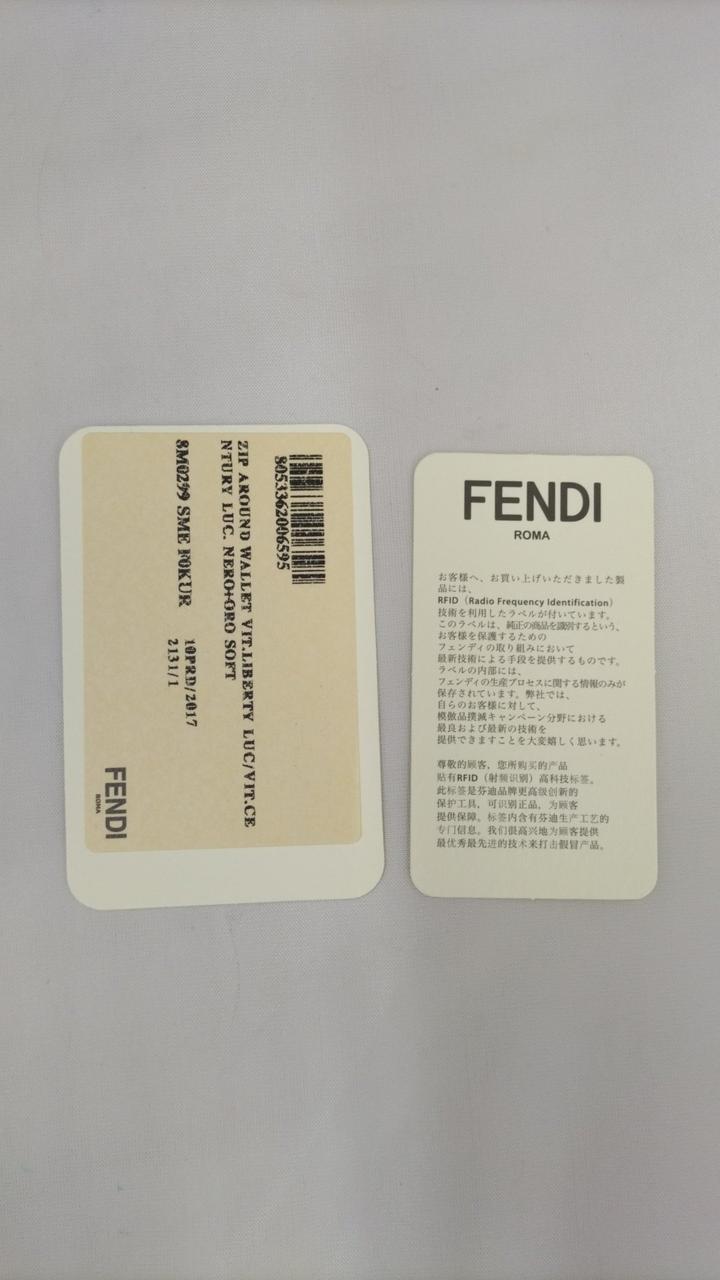 8053362006595
ZIP AROUND WALLET VIT.LIBERTY LUC/VIT.CE
NTURY LUC. NERO+ORO SOFT
8M0299 SME F0KUR
10PRD/2017
2131/1
FENDI
ROMA
FENDI
ROMA
お客様へ、お買い上げいただきました製
品には、
RFID（Radio Frequency Identification）
技術を利用したラベルが付いています。
このラベルは、純正の商品を識別するという、
お客様を保護するための
フェンディの取り組みにおいて
最新技術による手段を提供するものです。
ラベルの内部には、
フェンディの生産プロセスに関する情報のみが
保存されています。弊社では、
自らのお客様に対して、
模倣品撲滅キャンペーン分野における
最良および最新の技術を
提供できますことを大変嬉しく思います。
尊敬的顾客，您所购买的产品
贴有RFID（射频识别）高科技标签。
此标签是芬迪品牌更高级创新的
保护工具，可识别正品，为顾客
提供保障。标签内含有芬迪生产工艺的
专门信息。我们很高兴地为顾客提供
最优秀最先进的技术来打击假冒产品。